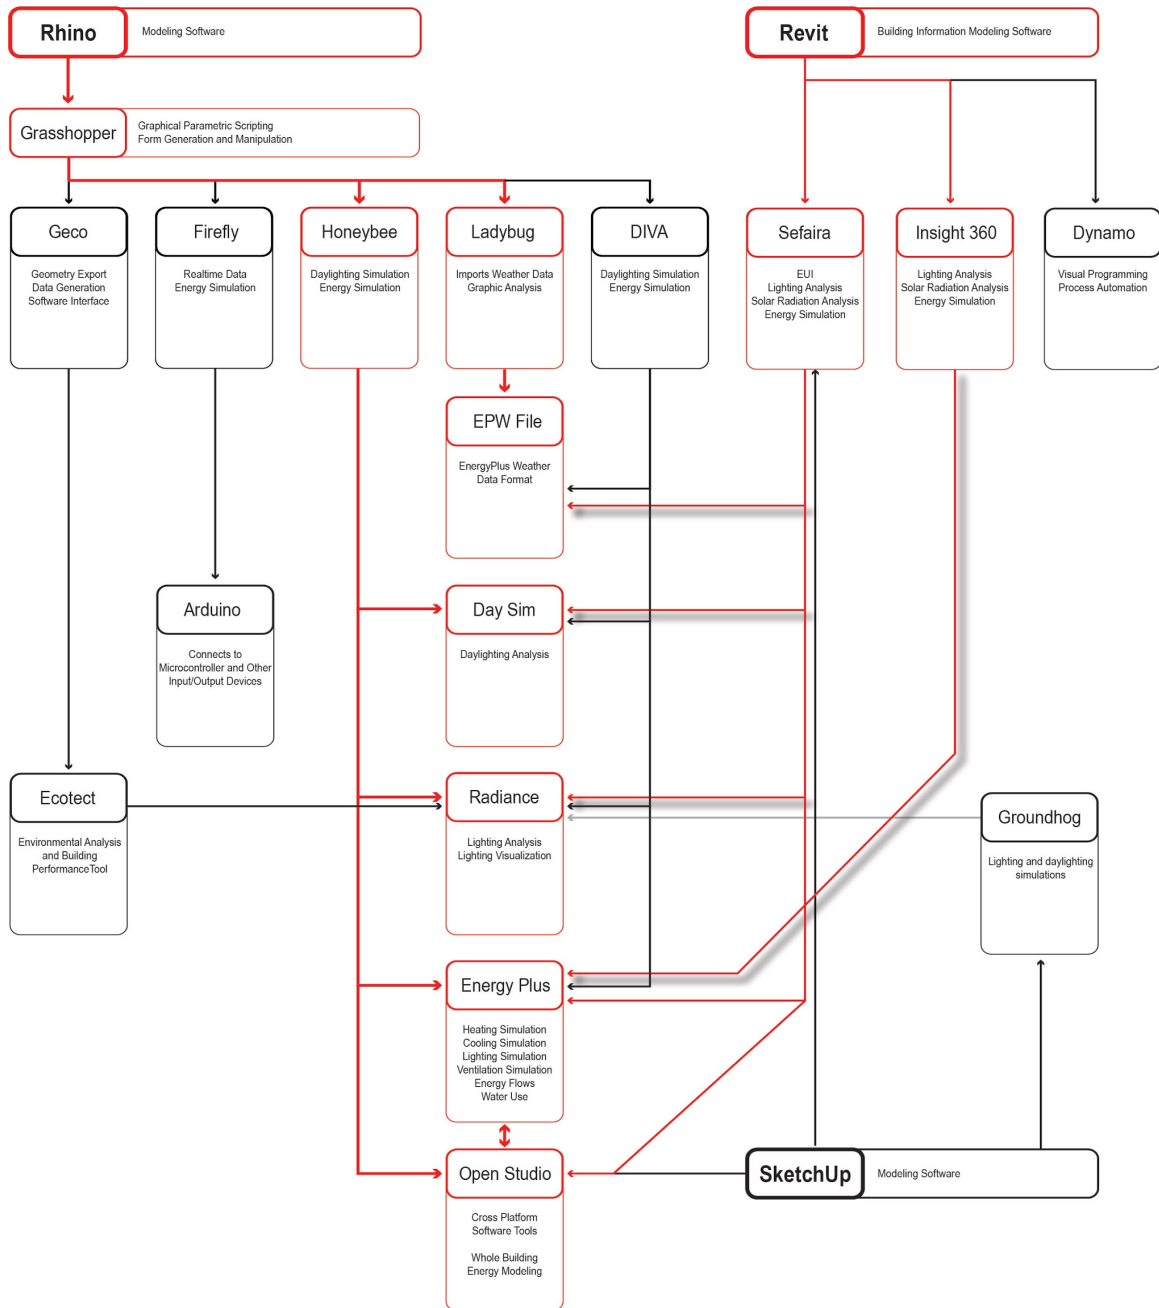 Rhino
Modeling Software
Revit
Building Information Modeling Software
Grasshopper
Graphical Parametric Scripting
Form Generation and Manipulation
Geco
Geometry Export
Data Generation
Software Interface
Firefly
Realtime Data
Energy Simulation
Honeybee
Daylighting Simulation
Energy Simulation
Ladybug
Imports Weather Data
Graphic Analysis
DIVA
Daylighting Simulation
Energy Simulation
Sefaira
EUI
Lighting Analysis
Solar Radiation Analysis
Energy Simulation
Insight 360
Lighting Analysis
Solar Radiation Analysis
Energy Simulation
Dynamo
Visual Programming
Process Automation
EPW File
EnergyPlus Weather
Data Format
Arduino
Connects to
Microcontroller and Other
Input/Output Devices
Day Sim
Daylighting Analysis
Ecotect
Environmental Analysis
and Building
PerformanceTool
Radiance
Lighting Analysis
Lighting Visualization
Groundhog
Lighting and daylighting
simulations
Energy Plus
Heating Simulation
Cooling Simulation
Lighting Simulation
Ventilation Simulation
Energy Flows
Water Use
Open Studio
Cross Platform
Software Tools
Whole Building
Energy Modeling
SketchUp
Modeling Software